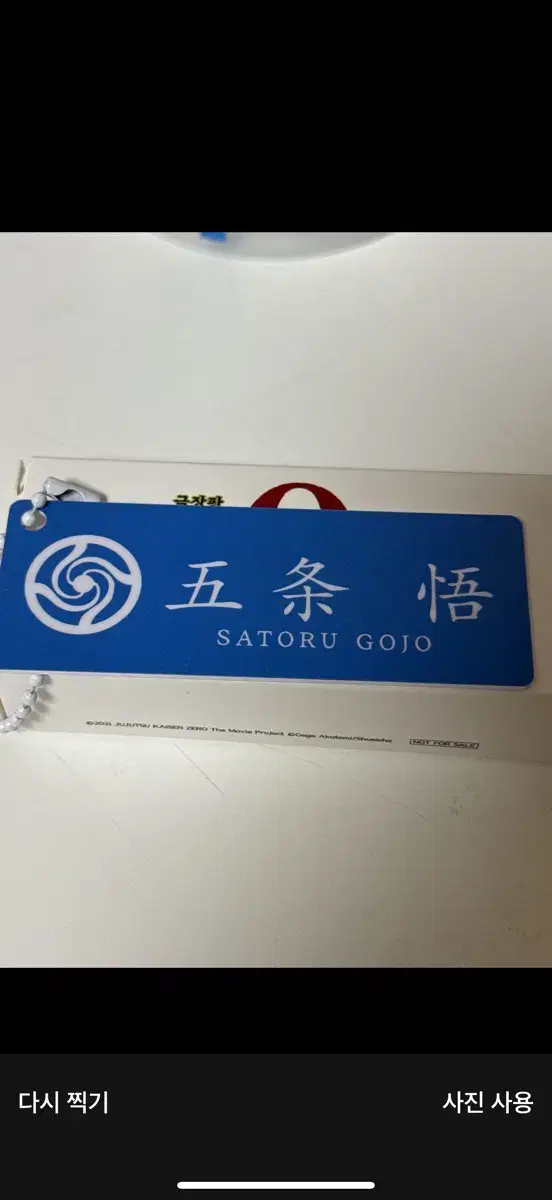 극장판
五条 悟
SATORU GOJO
©2021 JUJUTSU KAISEN ZERO The Movie Project ©Gege Akutami/Shueisha
NOT FOR SALE
다시 찍기
사진 사용